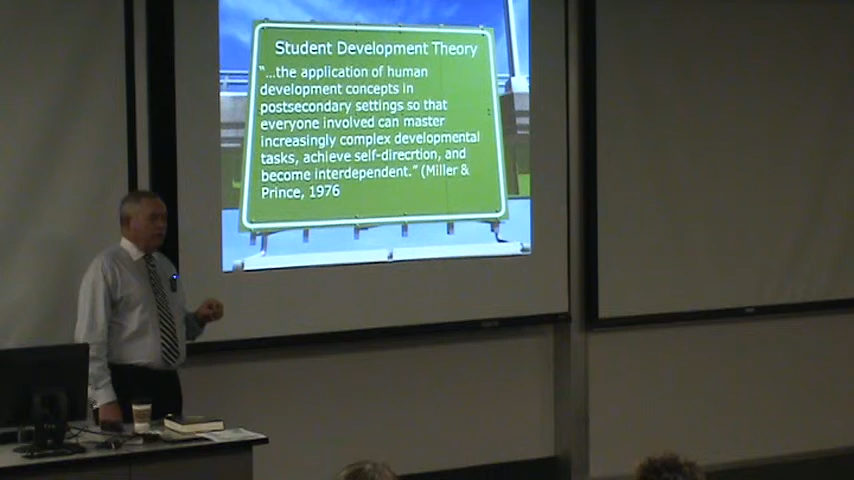 Student Development Theory
"...the application of human
development concepts in
postsecondary settings so that
everyone involved can master
increasingly complex developmental
tasks, achieve self-direcrtion, and
become interdependent." (Miller &
Prince, 1976